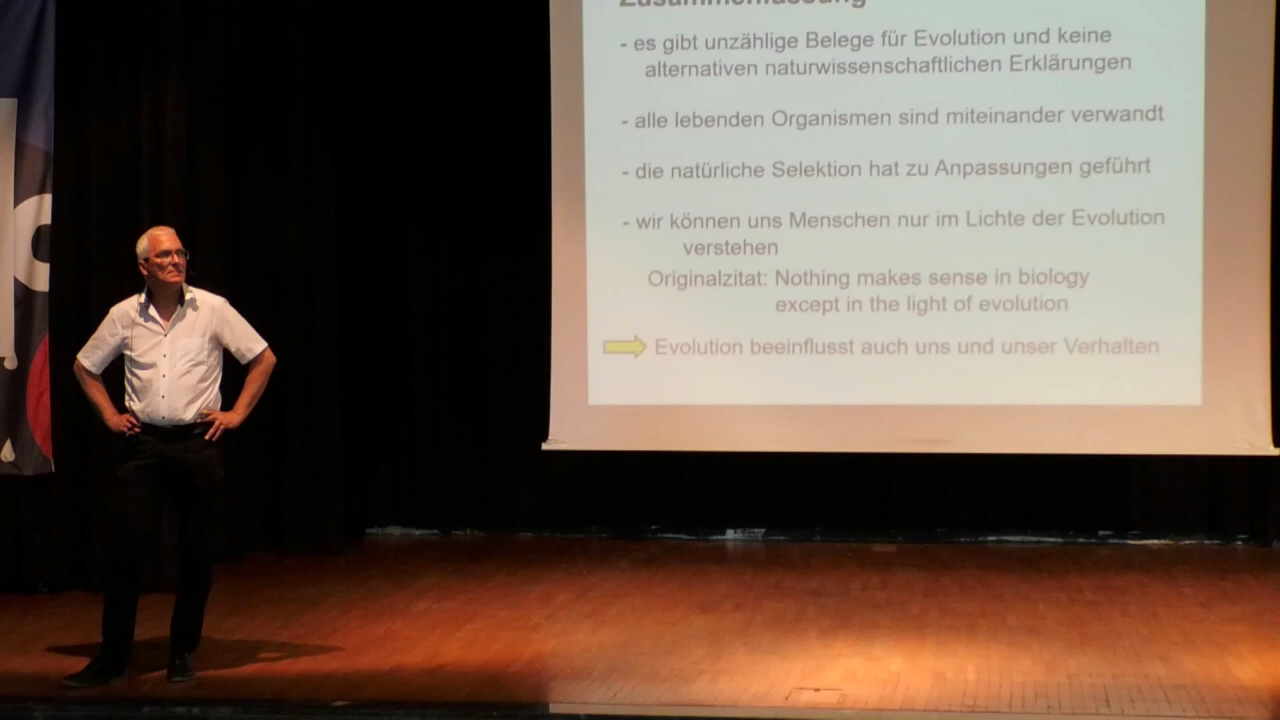 Zusammenfassung
- es gibt unzählige Belege für Evolution und keine
alternativen naturwissenschaftlichen Erklärungen
- alle lebenden Organismen sind miteinander verwandt
- die natürliche Selektion hat zu Anpassungen geführt
- wir können uns Menschen nur im Lichte der Evolution
verstehen
Originalzitat: Nothing makes sense in biology
except in the light of evolution
Evolution beeinflusst auch uns und unser Verhalten